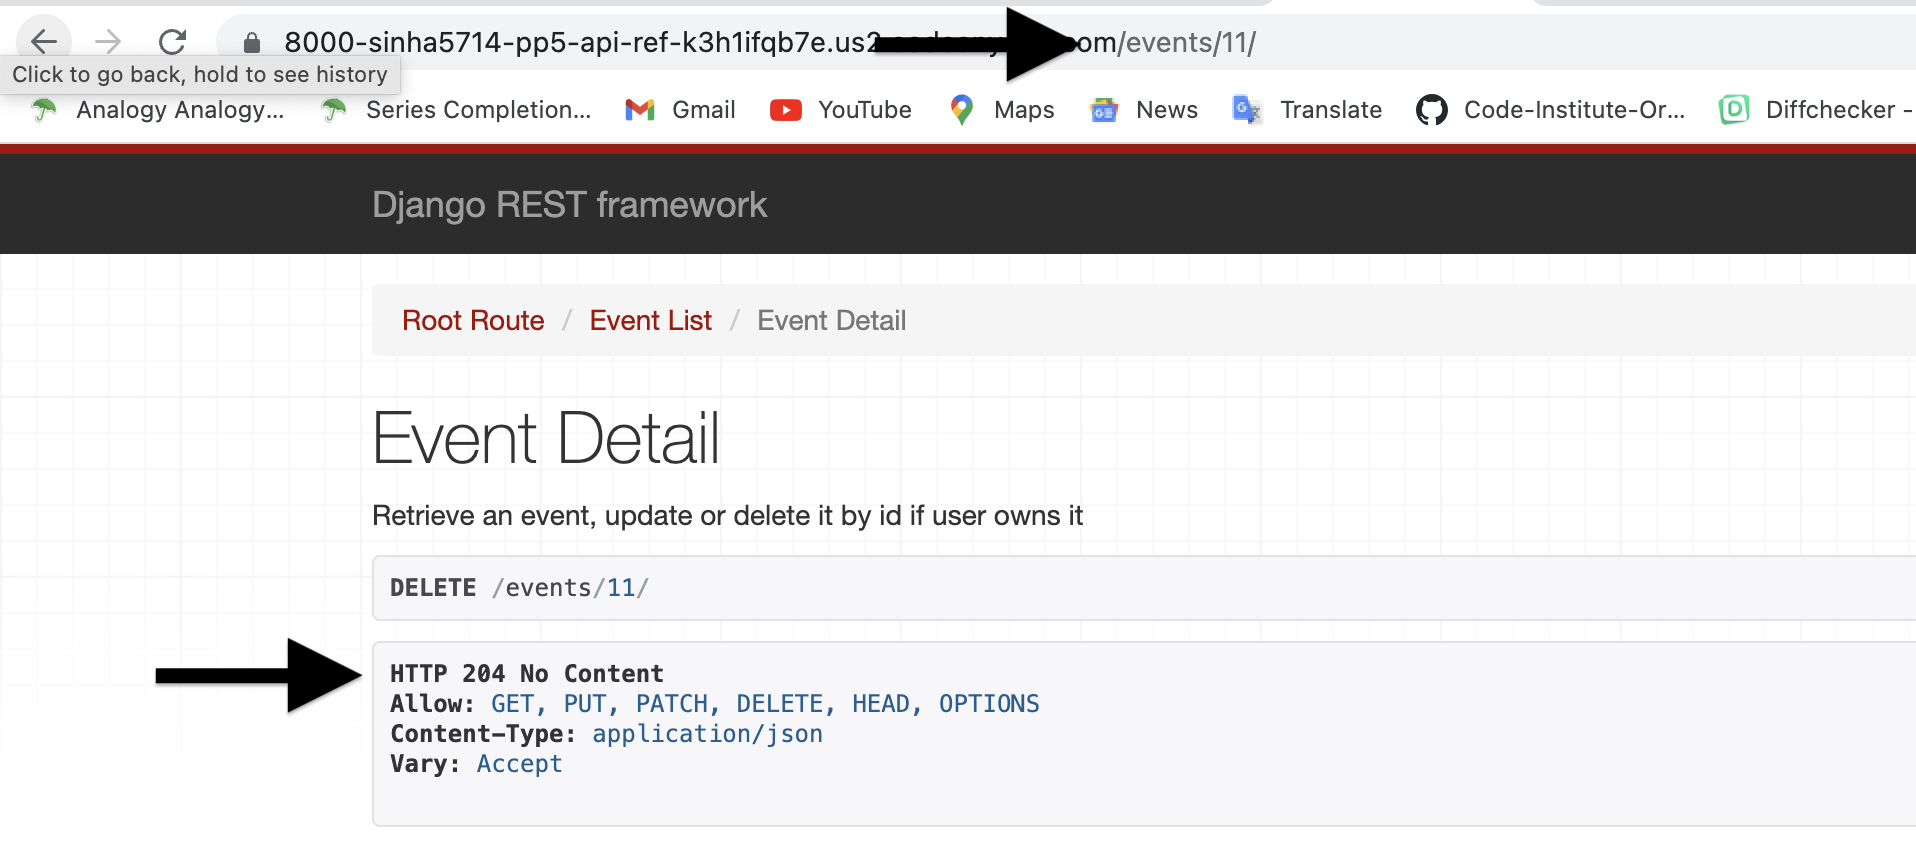 8000-sinha5714-pp5-api-ref-k3h1ifqb7e.us2 om/events/11/
Click to go back, hold to see history
Analogy Analogy... Series Completion... Gmail YouTube Maps News Translate Code-Institute-Or... Diffchecker -
Django REST framework
Root Route / Event List / Event Detail
Event Detail
Retrieve an event, update or delete it by id if user owns it
DELETE /events/11/
HTTP 204 No Content
Allow: GET, PUT, PATCH, DELETE, HEAD, OPTIONS
Content-Type: application/json
Vary: Accept